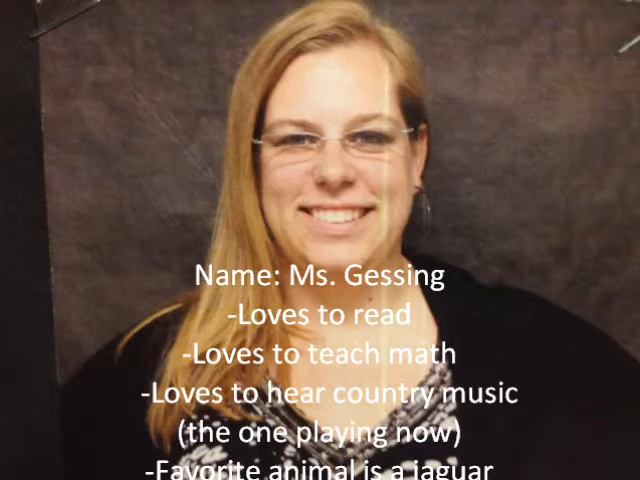 Name: Ms. Gessing
-Loves to read
-Loves to teach math
-Loves to hear country music
(the one playing now)
-Favorite animal is a jaguar